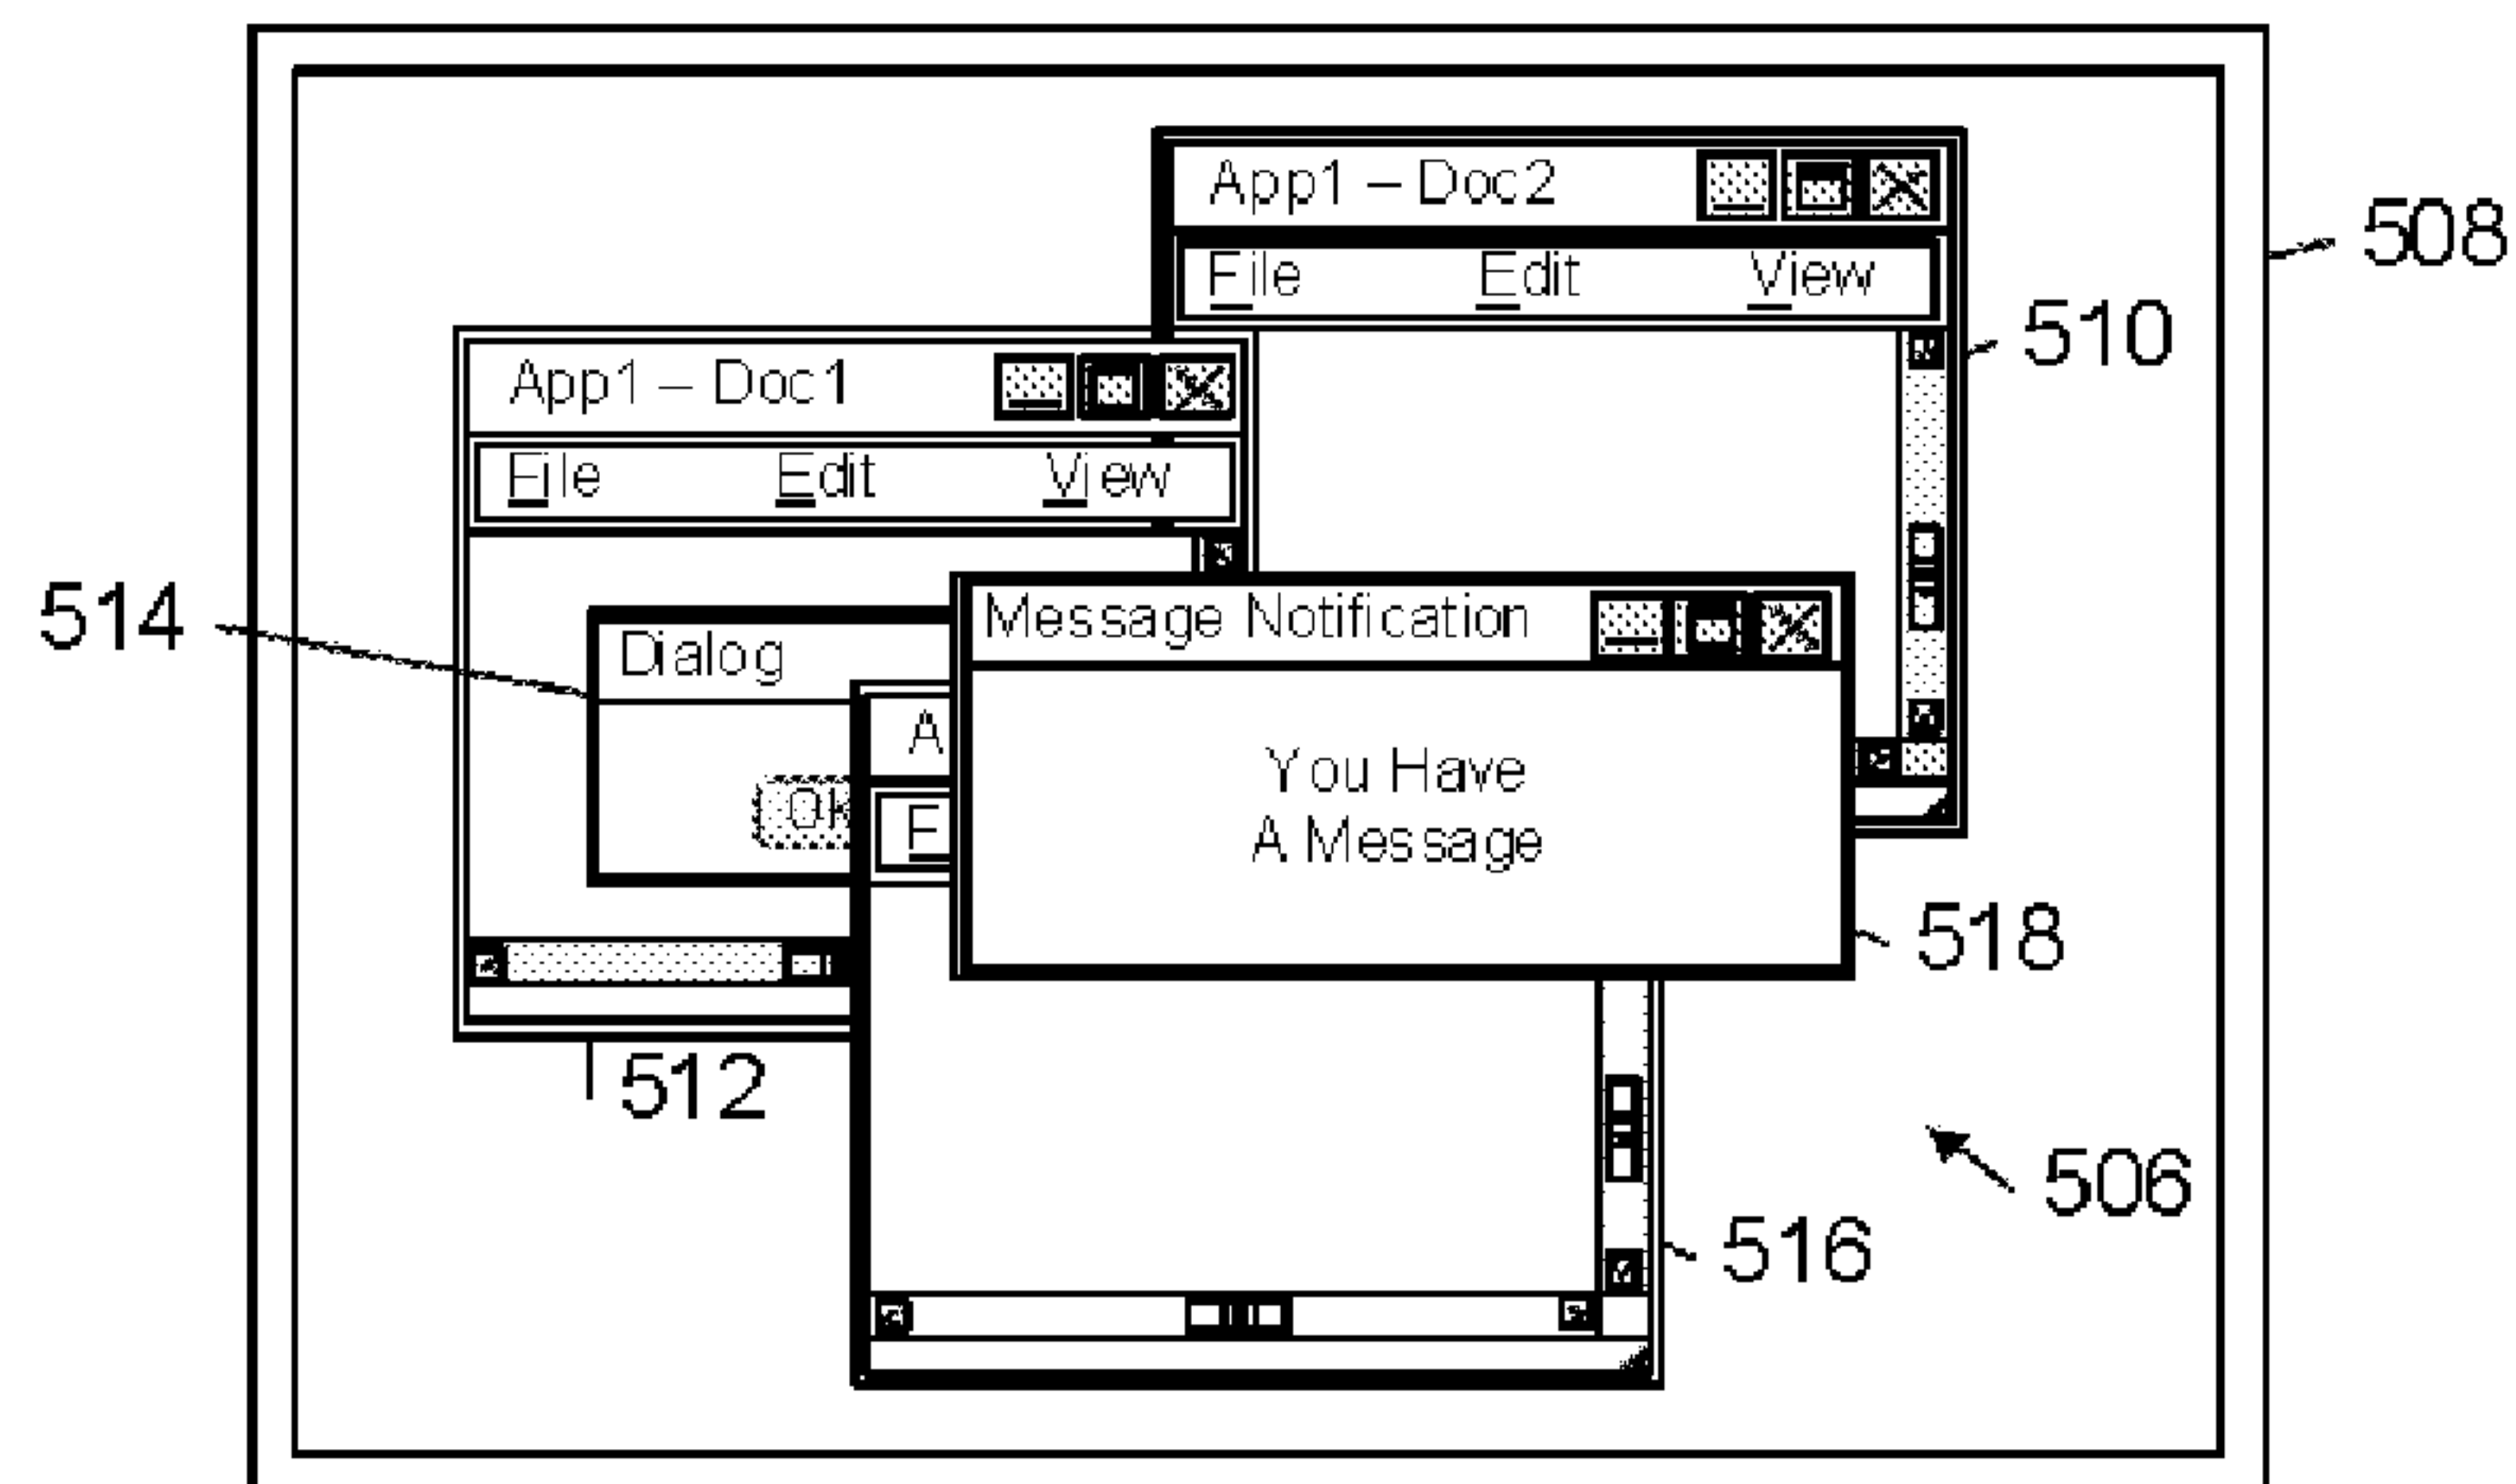 App1 – Doc2
508
File Edit View
510
App1 – Doc1
File Edit View
514
Message Notification
Dialog
A
You Have
OK
F
A Message
518
512
506
516